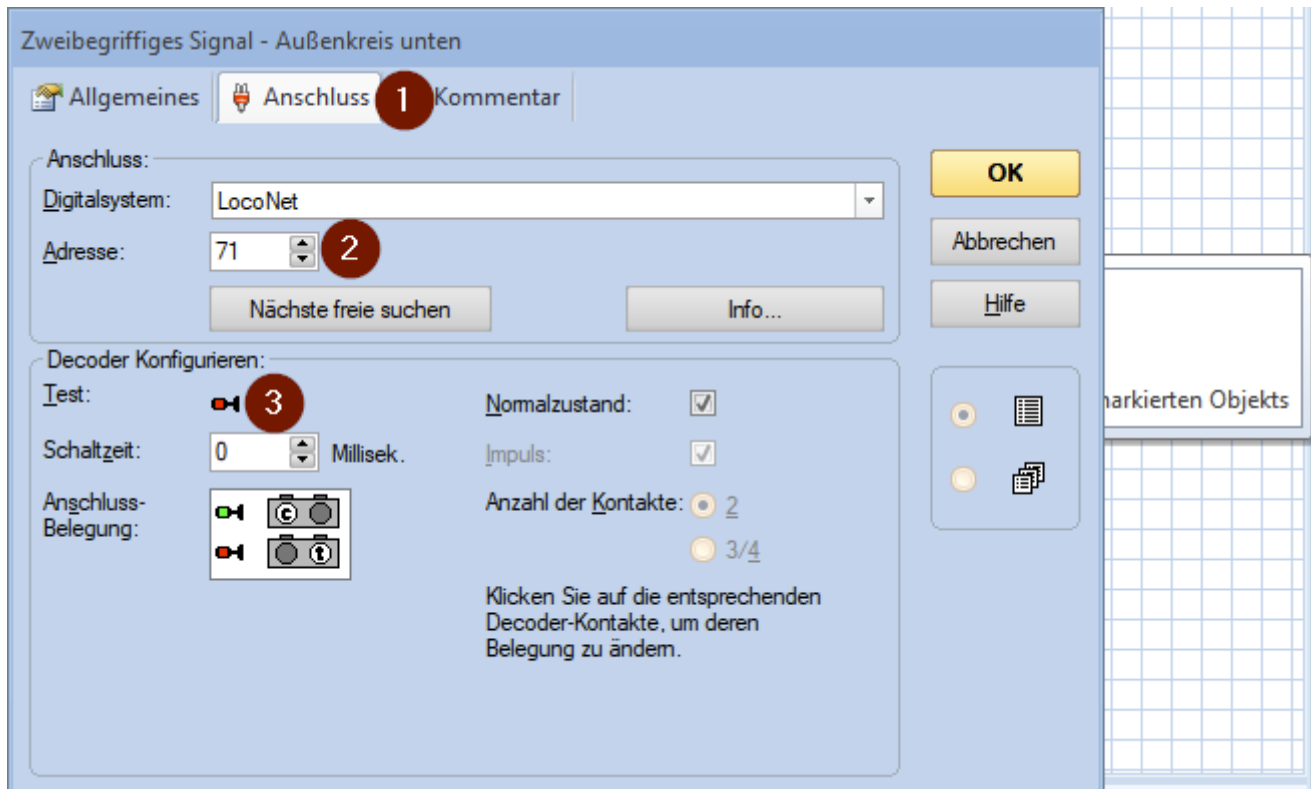 Zweibegriffiges Signal - Außenkreis unten
Allgemeines Anschluss 1 Kommentar
Anschluss:
Digitalsystem: LocoNet
OK
Adresse: 71 2
Abbrechen
Nächste freie suchen Info...
Hilfe
Decoder Konfigurieren:
Test: 3 Normalzustand:
markierten Objekts
Schaltzeit: 0 Millisek. Impuls:
Anschluss-
Belegung:
c
t
Anzahl der Kontakte: 2
3/4
Klicken Sie auf die entsprechenden
Decoder-Kontakte, um deren
Belegung zu ändern.